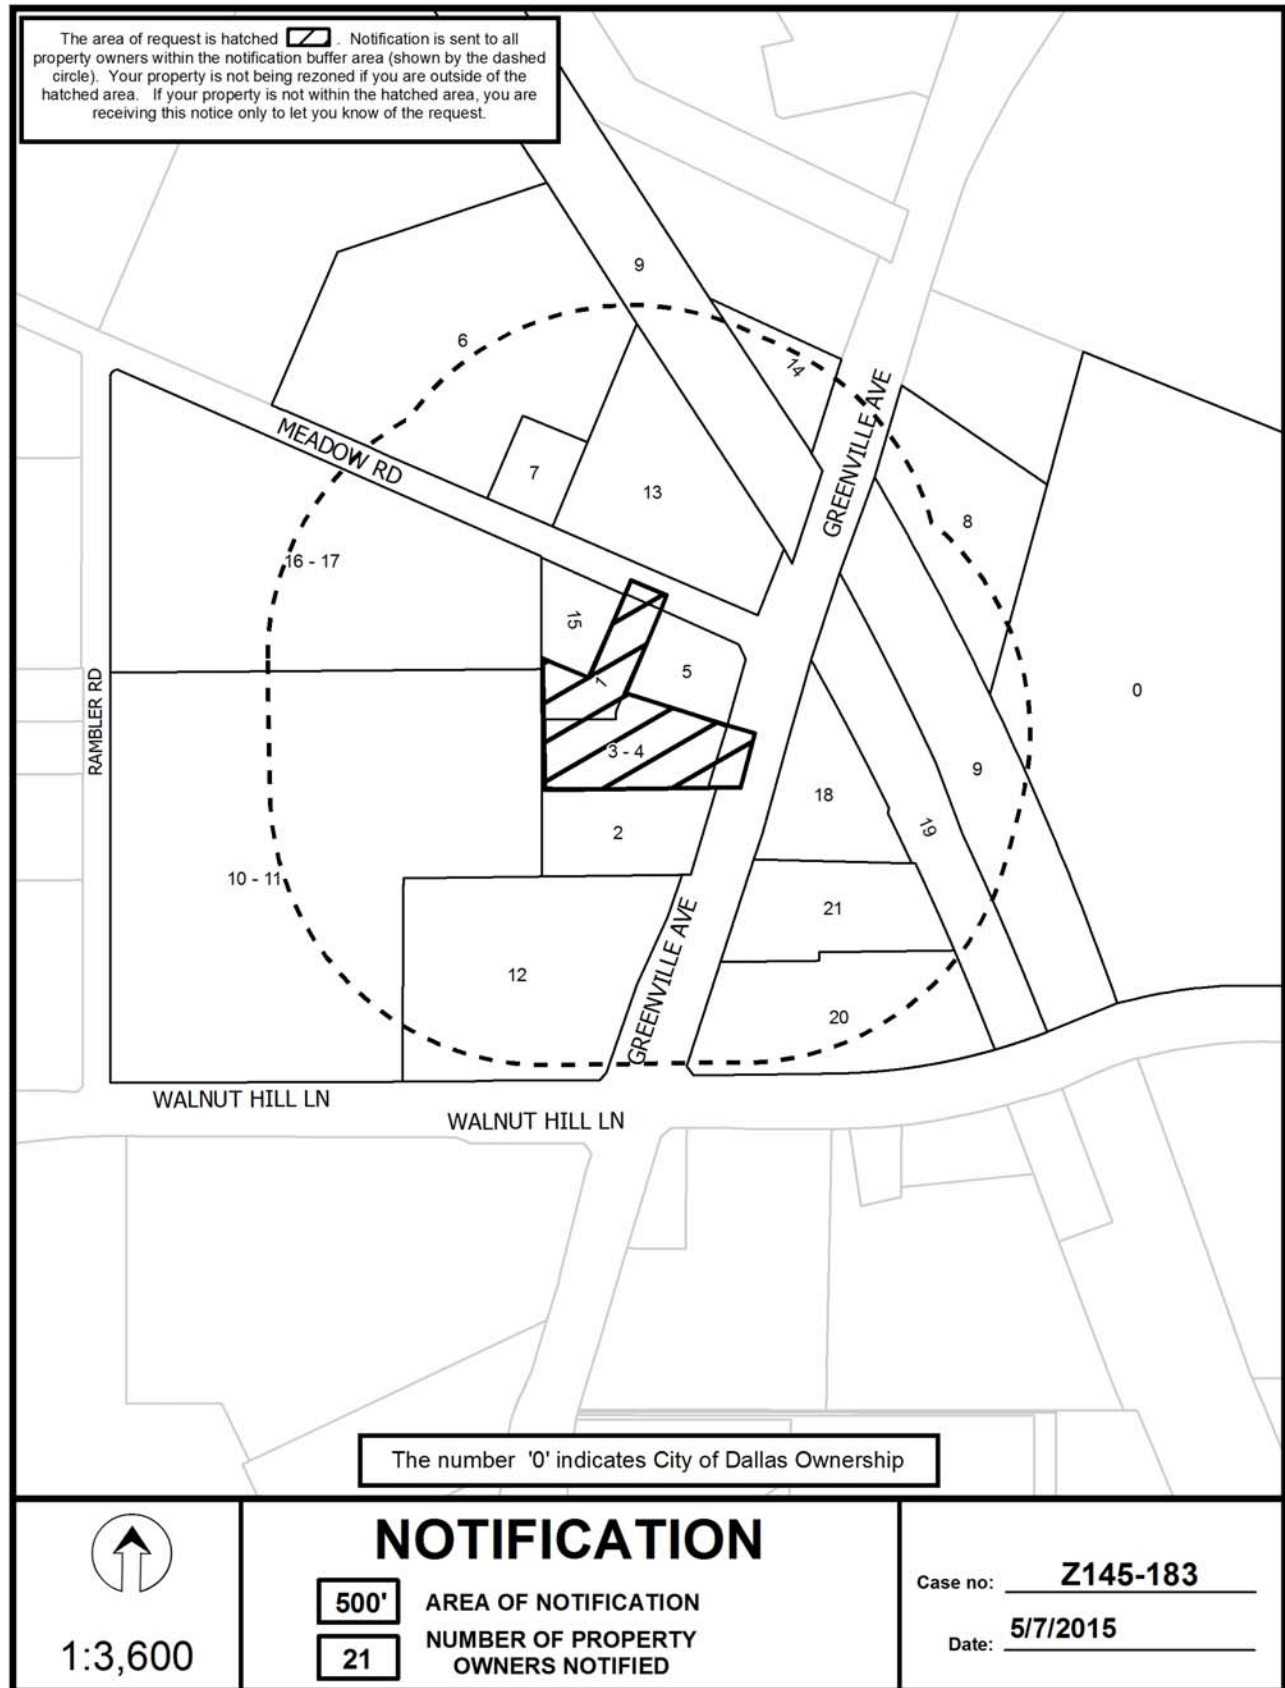 The area of request is hatched . Notification is sent to all
property owners within the notification buffer area (shown by the dashed
circle). Your property is not being rezoned if you are outside of the
hatched area. If your property is not within the hatched area, you are
receiving this notice only to let you know of the request.
9
6
14
MEADOW RD
GREENVILLE AVE
7
13
8
16 - 17
15
5
1
0
RAMBLER RD
3 - 4
9
18
2
19
10 - 11
21
GREENVILLE AVE
12
20
WALNUT HILL LN
WALNUT HILL LN
The number '0' indicates City of Dallas Ownership
1:3,600
NOTIFICATION
500' AREA OF NOTIFICATION
21 NUMBER OF PROPERTY
OWNERS NOTIFIED
Case no: Z145-183
Date: 5/7/2015